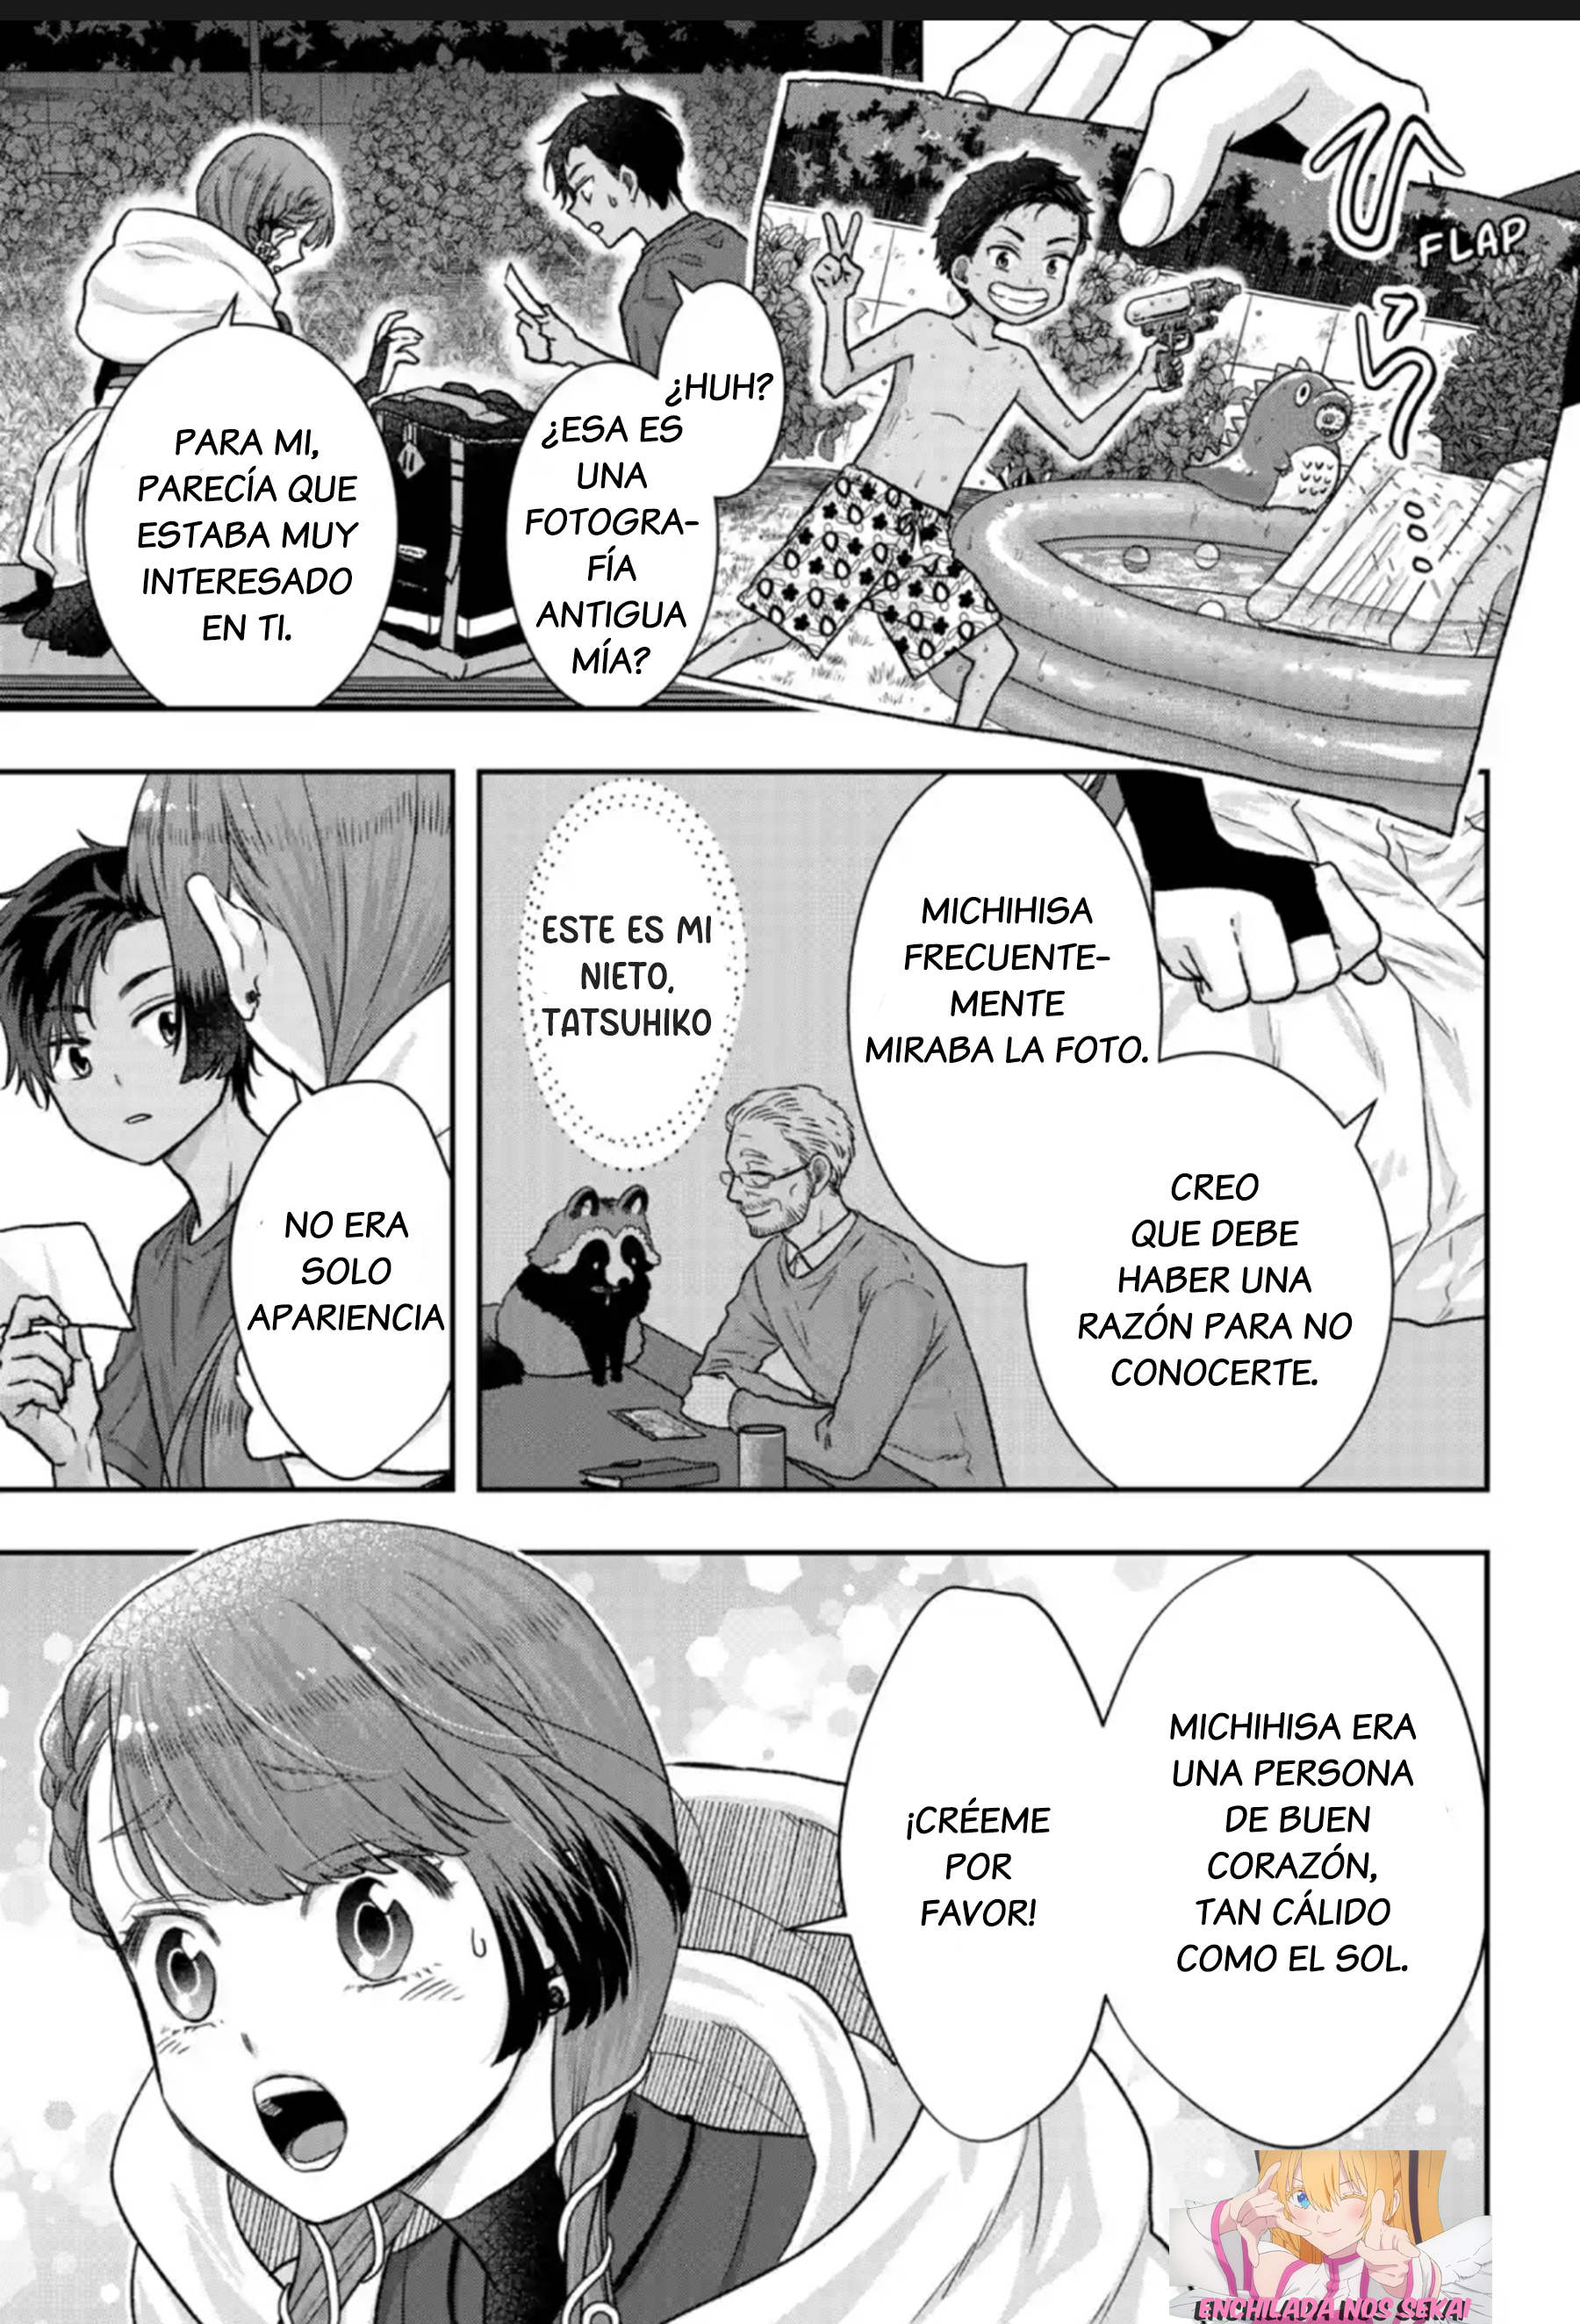 ひ
ら
FLAP
¿HUH?
¿ESA ES
UNA
FOTOGRA-
FÍA
ANTIGUA
MÍA?
PARA MI,
PARECÍA QUE
ESTABA MUY
INTERESADO
EN TI.
MICHIHISA
FRECUENTE-
MENTE
MIRABA LA FOTO.
CREO
QUE DEBE
HABER UNA
RAZÓN PARA NO
CONOCERTE.
ESTE ES MI
NIETO,
TATSUHIKO
NO ERA
SOLO
APARIENCIA
MICHIHISA ERA
UNA PERSONA
DE BUEN
CORAZÓN,
TAN CÁLIDO
COMO EL SOL.
¡CRÉEME
POR
FAVOR!
ENCHILADA NOS SEKAI